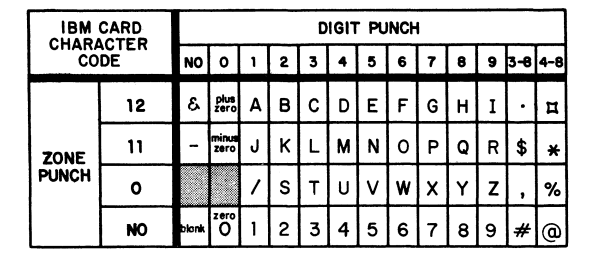 IBM CARD CHARACTER CODE DIGIT PUNCH
NO 0 1 2 3 4 5 6 7 8 9 3-8 4-8
ZONE PUNCH
12 & plus zero A B C D E F G H I . ¤
11 - minus zero J K L M N O P Q R $ *
0 / S T U V W X Y Z , %
NO blank zero 0 1 2 3 4 5 6 7 8 9 # @